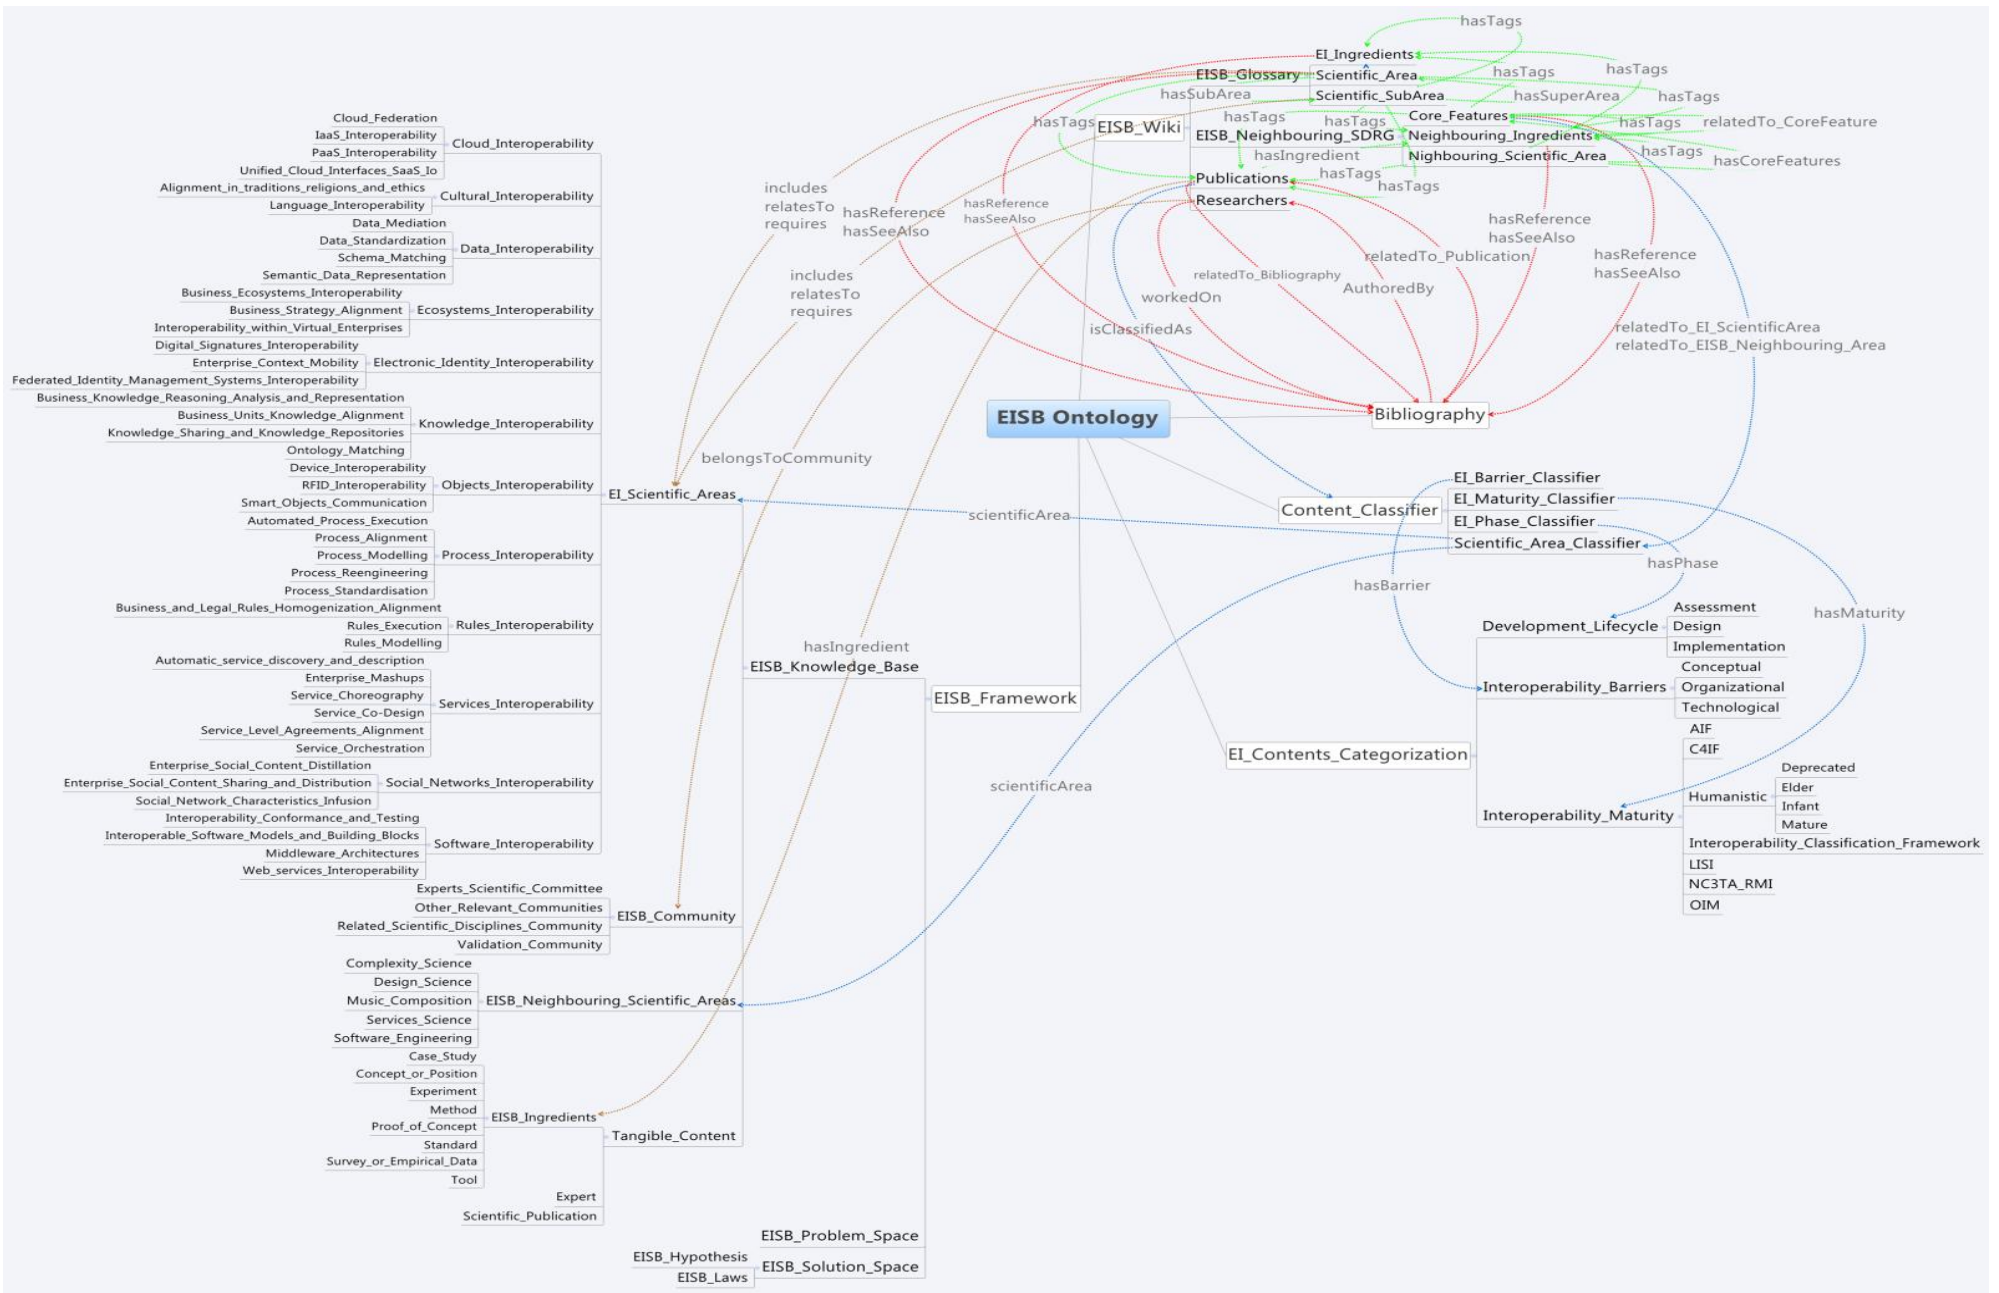 hasTags
EI_Ingredients
EISB_Glossary
Scientific_Area
hasTags
hasTags
hasSubArea
Scientific_SubArea
hasSuperArea
hasTags
hasTags
EISB_Wiki
hasTags
hasTags
Core_Features
hasTags
relatedTo_CoreFeature
EISB_Neighbouring_SDRG
Neighbouring_Ingredients
hasIngredient
Nighbouring_Scientific_Area
hasTags
hasCoreFeatures
Publications
hasTags
hasTags
Researchers
Cloud_Federation
IaaS_Interoperability
Cloud_Interoperability
PaaS_Interoperability
Unified_Cloud_Interfaces_SaaS_Io
Alignment_in_traditions_religions_and_ethics
Cultural_Interoperability
Language_Interoperability
Data_Mediation
Data_Standardization
Data_Interoperability
Schema_Matching
Semantic_Data_Representation
Business_Ecosystems_Interoperability
Business_Strategy_Alignment
Ecosystems_Interoperability
Interoperability_within_Virtual_Enterprises
Digital_Signatures_Interoperability
Enterprise_Context_Mobility
Electronic_Identity_Interoperability
Federated_Identity_Management_Systems_Interoperability
Business_Knowledge_Reasoning_Analysis_and_Representation
Business_Units_Knowledge_Alignment
Knowledge_Interoperability
Knowledge_Sharing_and_Knowledge_Repositories
Ontology_Matching
Device_Interoperability
RFID_Interoperability
Objects_Interoperability
Smart_Objects_Communication
Automated_Process_Execution
Process_Alignment
Process_Modelling
Process_Interoperability
Process_Reengineering
Process_Standardisation
Business_and_Legal_Rules_Homogenization_Alignment
Rules_Execution
Rules_Interoperability
Rules_Modelling
Automatic_service_discovery_and_description
Enterprise_Mashups
Service_Choreography
Services_Interoperability
Service_Co-Design
Service_Level_Agreements_Alignment
Service_Orchestration
Enterprise_Social_Content_Distillation
Enterprise_Social_Content_Sharing_and_Distribution
Social_Networks_Interoperability
Social_Network_Characteristics_Infusion
Interoperability_Conformance_and_Testing
Interoperable_Software_Models_and_Building_Blocks
Software_Interoperability
Middleware_Architectures
Web_services_Interoperability
EI_Scientific_Areas
Experts_Scientific_Committee
Other_Relevant_Communities
EISB_Community
Related_Scientific_Disciplines_Community
Validation_Community
Complexity_Science
Design_Science
Music_Composition
EISB_Neighbouring_Scientific_Areas
Services_Science
Software_Engineering
Case_Study
Concept_or_Position
Experiment
Method
EISB_Ingredients
Proof_of_Concept
Standard
Survey_or_Empirical_Data
Tool
Tangible_Content
Expert
Scientific_Publication
EISB_Knowledge_Base
EISB_Framework
EISB_Problem_Space
EISB_Hypothesis
EISB_Solution_Space
EISB_Laws
includes
relatesTo
requires
hasReference
hasSeeAlso
hasReference
hasSeeAlso
includes
relatesTo
requires
hasReference
hasSeeAlso
hasReference
hasSeeAlso
relatedTo_Publication
relatedTo_Bibliography
AuthoredBy
workedOn
isClassifiedAs
relatedTo_EI_ScientificArea
relatedTo_EISB_Neighbouring_Area
EISB Ontology
Bibliography
belongsToCommunity
scientificArea
EI_Barrier_Classifier
EI_Maturity_Classifier
Content_Classifier
EI_Phase_Classifier
Scientific_Area_Classifier
hasPhase
hasBarrier
hasMaturity
hasIngredient
scientificArea
Assessment
Development_Lifecycle
Design
Implementation
Conceptual
Interoperability_Barriers
Organizational
Technological
EI_Contents_Categorization
AIF
C4IF
Deprecated
Elder
Humanistic
Infant
Interoperability_Maturity
Mature
Interoperability_Classification_Framework
LISI
NC3TA_RMI
OIM